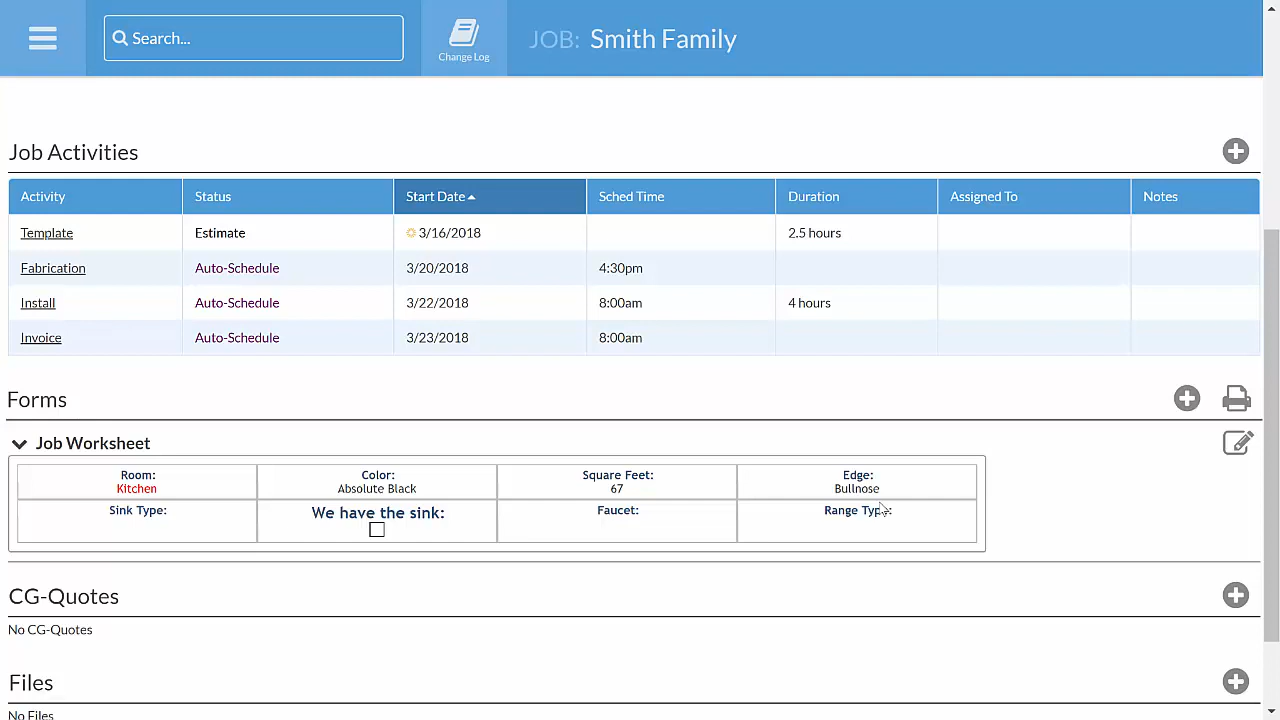 Search...
Change Log
JOB: Smith Family
Job Activities
Activity Status Start Date Sched Time Duration Assigned To Notes
Template Estimate 3/16/2018 2.5 hours
Fabrication Auto-Schedule 3/20/2018 4:30pm
Install Auto-Schedule 3/22/2018 8:00am 4 hours
Invoice Auto-Schedule 3/23/2018 8:00am
Forms
Job Worksheet
Room: Color: Square Feet: Edge:
Kitchen Absolute Black 67 Bullnose
Sink Type: We have the sink: Faucet: Range Type:
CG-Quotes
No CG-Quotes
Files
No Files